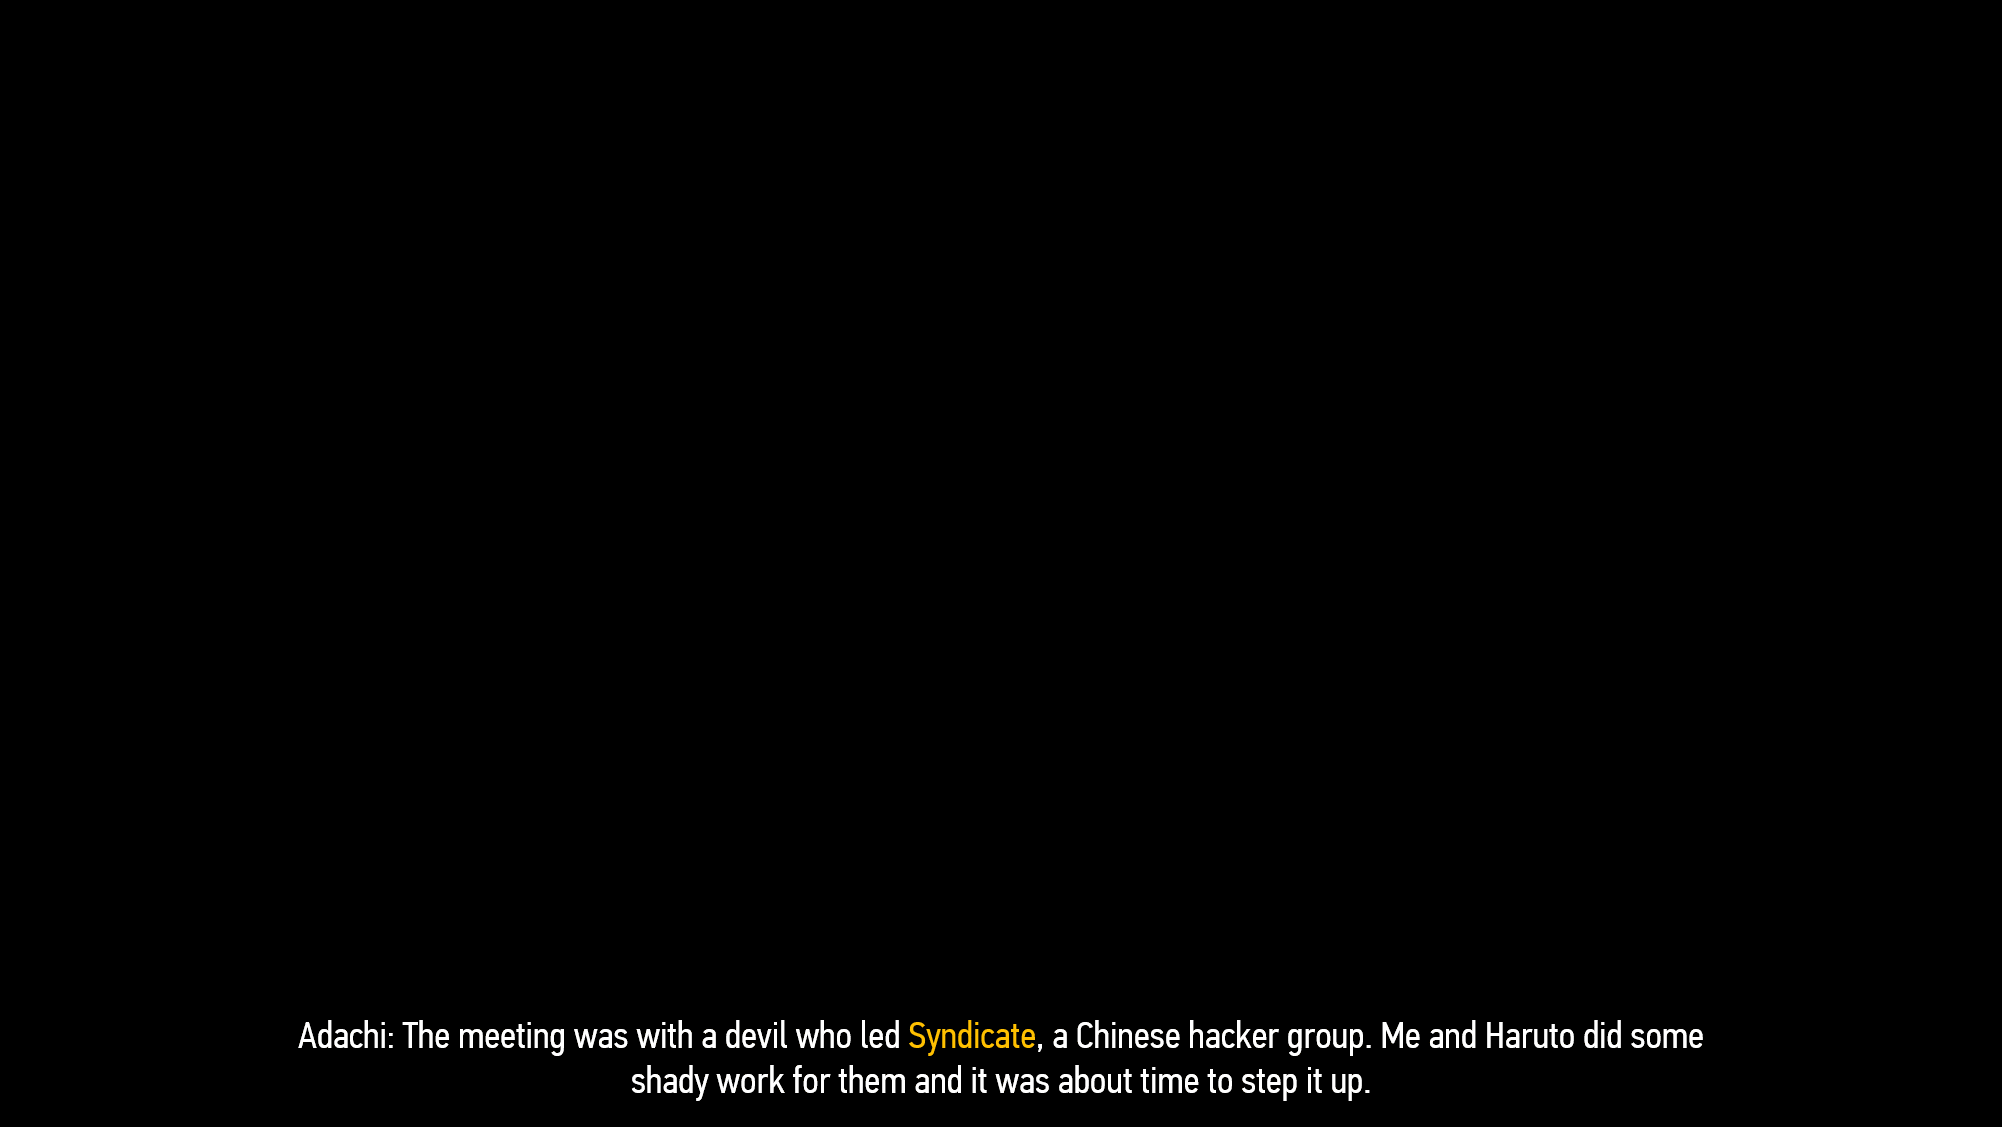 Adachi: The meeting was with a devil who led Syndicate, a Chinese hacker group. Me and Haruto did some
shady work for them and it was about time to step it up.